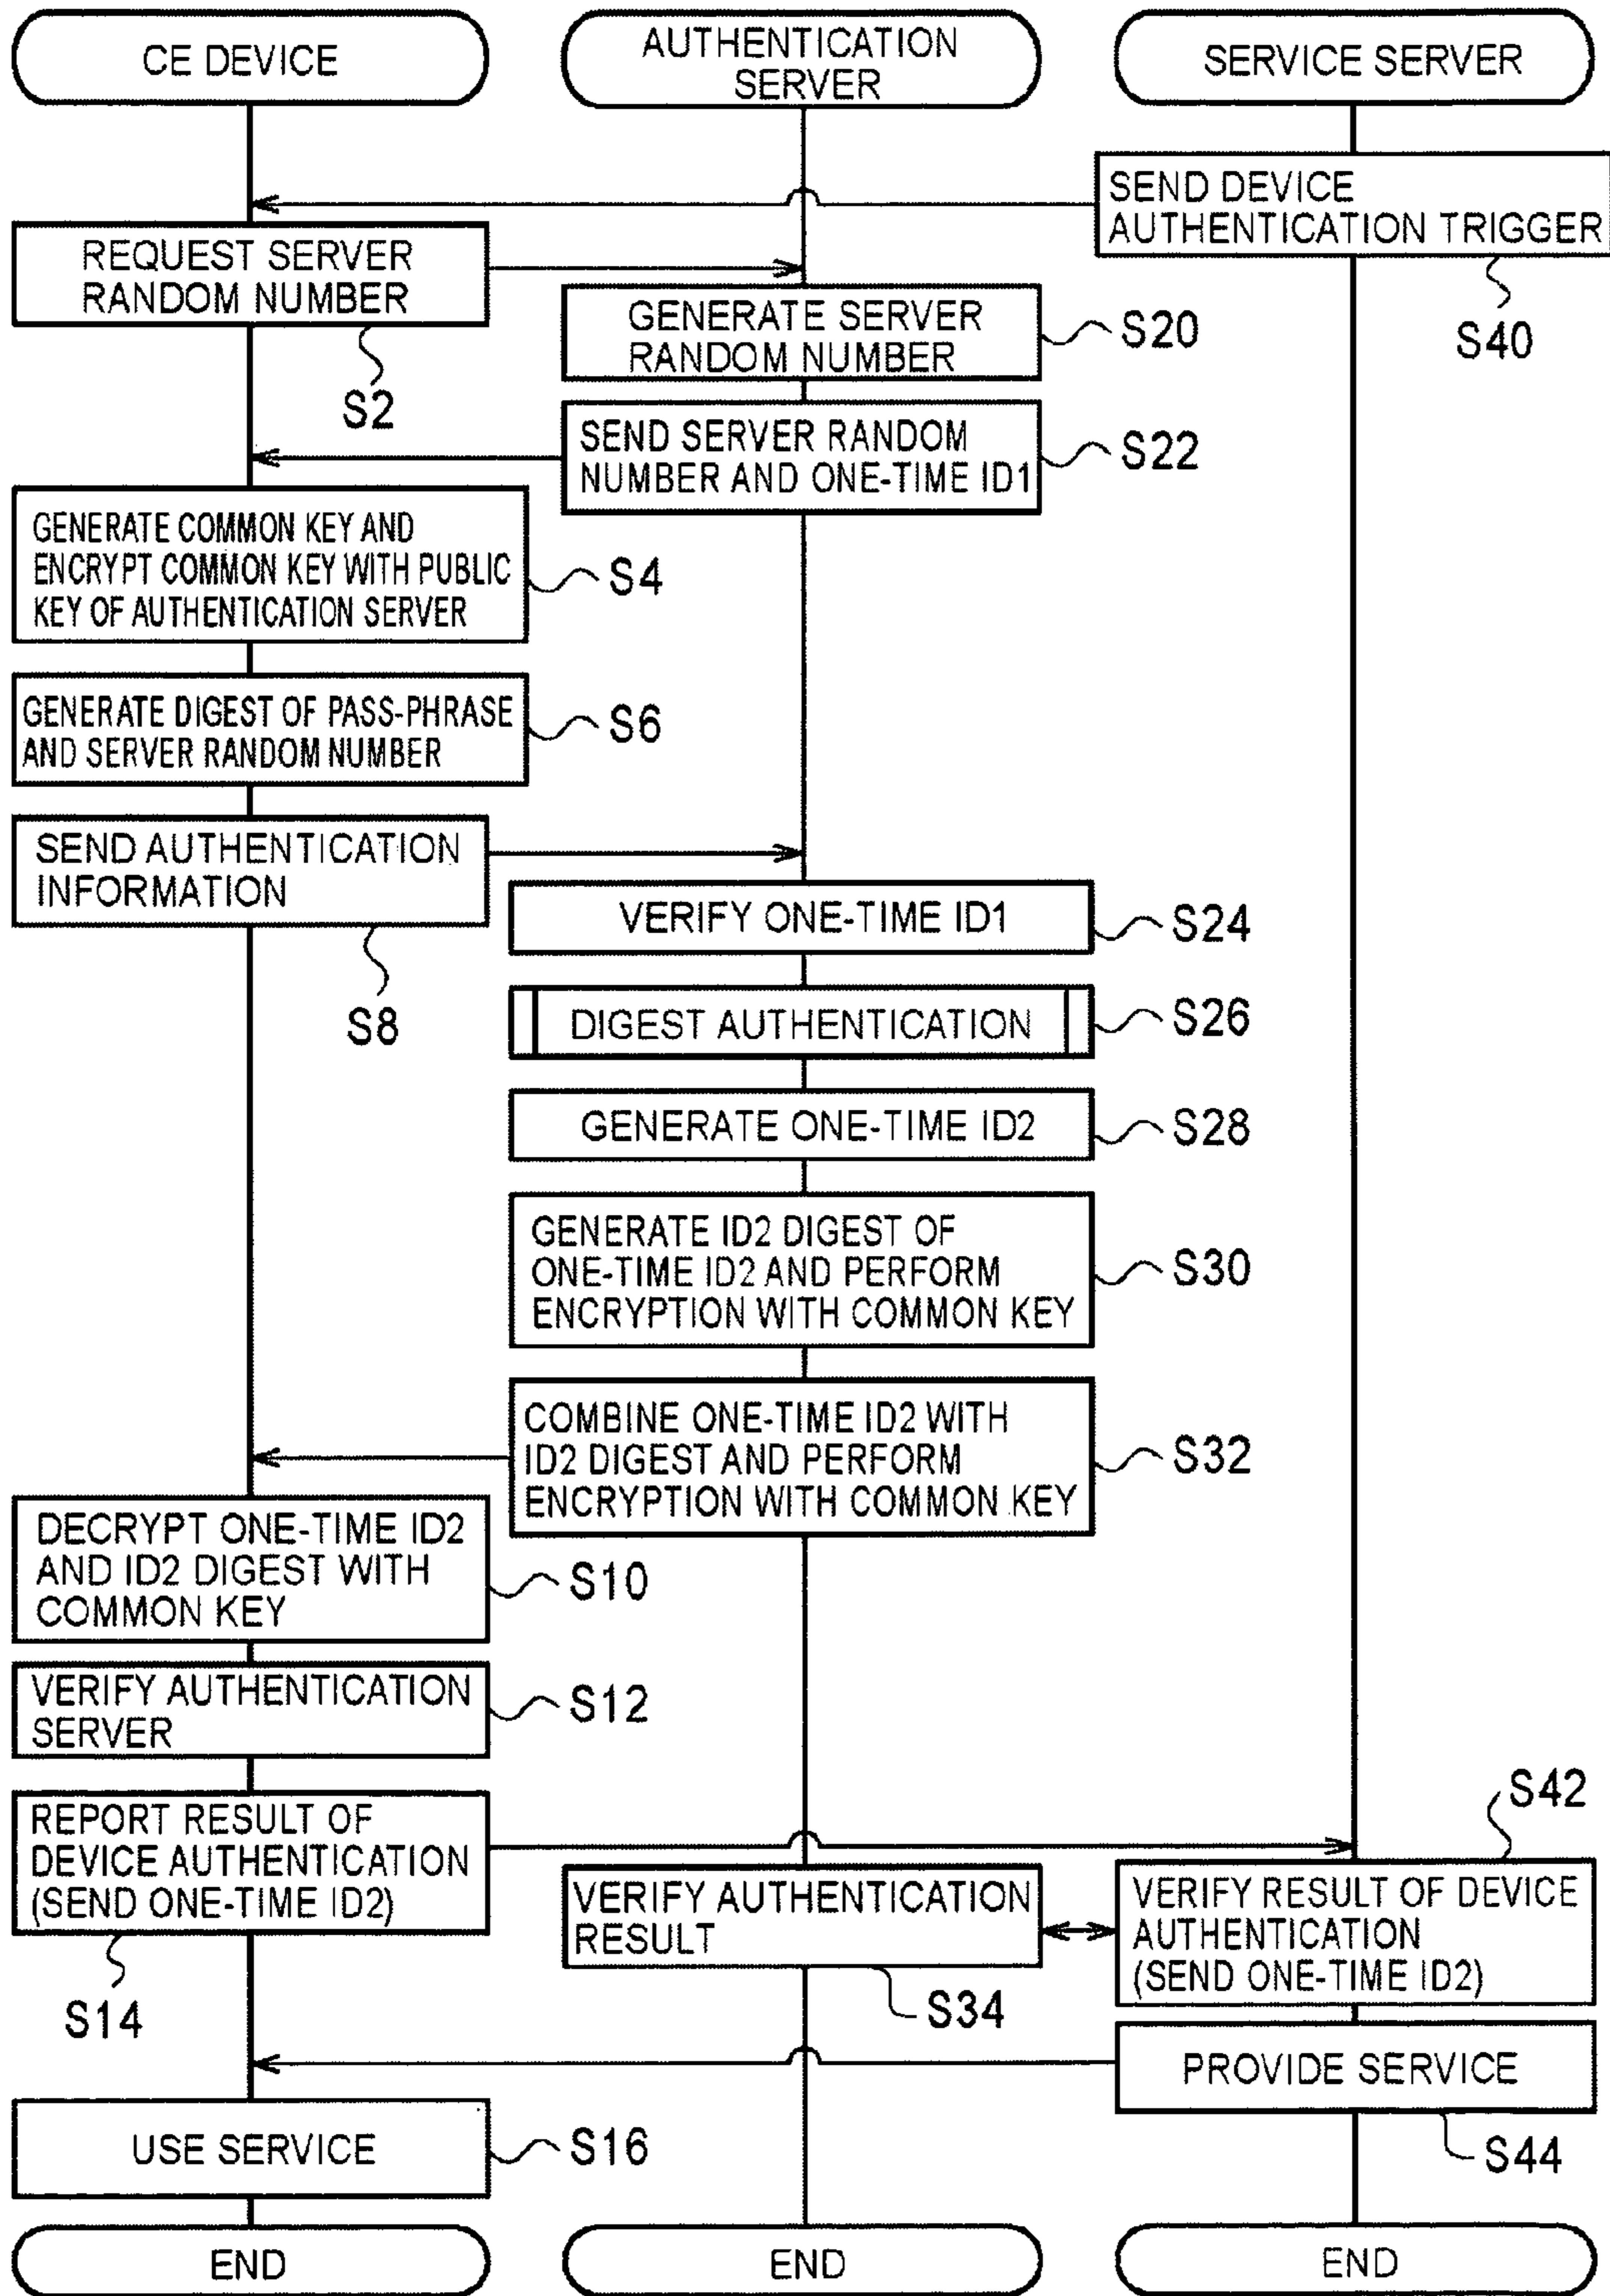 CE DEVICE
AUTHENTICATION
SERVER
SERVICE SERVER
SEND DEVICE
AUTHENTICATION TRIGGER
S40
REQUEST SERVER
RANDOM NUMBER
S2
GENERATE SERVER
RANDOM NUMBER
S20
SEND SERVER RANDOM
NUMBER AND ONE-TIME ID1
S22
GENERATE COMMON KEY AND
ENCRYPT COMMON KEY WITH PUBLIC
KEY OF AUTHENTICATION SERVER
S4
GENERATE DIGEST OF PASS-PHRASE
AND SERVER RANDOM NUMBER
S6
SEND AUTHENTICATION
INFORMATION
S8
VERIFY ONE-TIME ID1
S24
DIGEST AUTHENTICATION
S26
GENERATE ONE-TIME ID2
S28
GENERATE ID2 DIGEST OF
ONE-TIME ID2 AND PERFORM
ENCRYPTION WITH COMMON KEY
S30
COMBINE ONE-TIME ID2 WITH
ID2 DIGEST AND PERFORM
ENCRYPTION WITH COMMON KEY
S32
DECRYPT ONE-TIME ID2
AND ID2 DIGEST WITH
COMMON KEY
S10
VERIFY AUTHENTICATION
SERVER
S12
REPORT RESULT OF
DEVICE AUTHENTICATION
(SEND ONE-TIME ID2)
S14
VERIFY AUTHENTICATION
RESULT
S34
S42
VERIFY RESULT OF DEVICE
AUTHENTICATION
(SEND ONE-TIME ID2)
PROVIDE SERVICE
S44
USE SERVICE
S16
END
END
END